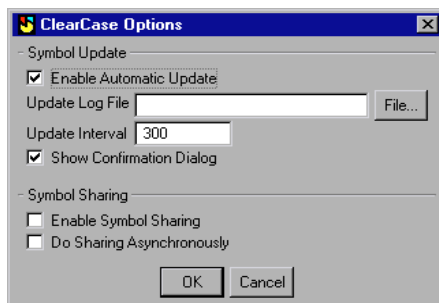 ClearCase Options
Symbol Update
Enable Automatic Update
Update Log File File...
Update Interval 300
Show Confirmation Dialog
Symbol Sharing
Enable Symbol Sharing
Do Sharing Asynchronously
OK Cancel